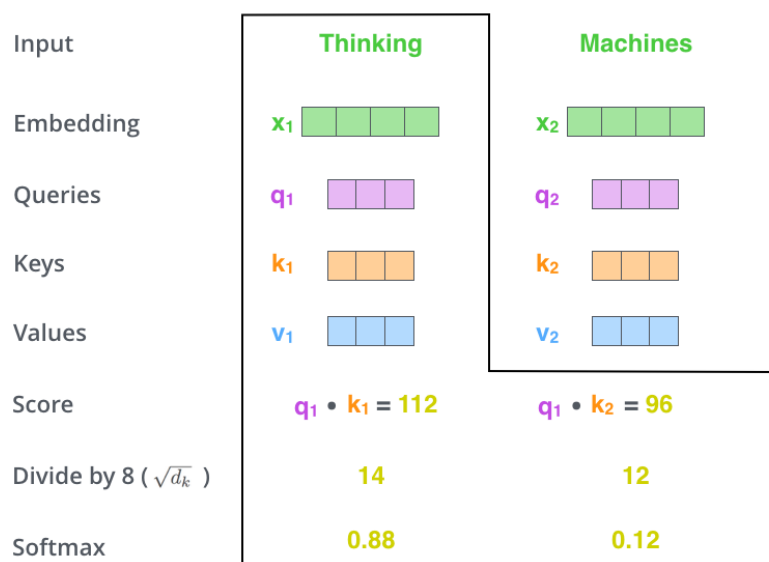 Input Thinking Machines
Embedding x₁ x₂
Queries q₁ q₂
Keys k₁ k₂
Values v₁ v₂
Score q₁ • k₁ = 112 q₁ • k₂ = 96
Divide by 8 ( √dₖ ) 14 12
Softmax 0.88 0.12